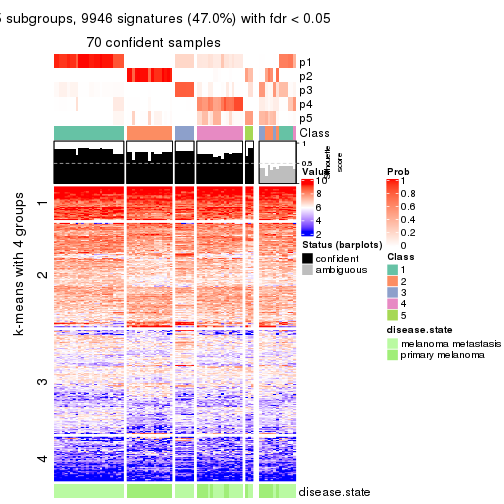 5 subgroups, 9946 signatures (47.0%) with fdr < 0.05
70 confident samples
p1
p2
p3
p4
p5
Class
1
0.5
silhouette
score
k-means with 4 groups
1
2
3
4
disease.state
10
8
6
4
2
Status (barplots)
confident
ambiguous
Prob
1
0.8
0.6
0.4
0.2
0
Class
1
2
3
4
5
disease.state
melanoma metastasis
primary melanoma